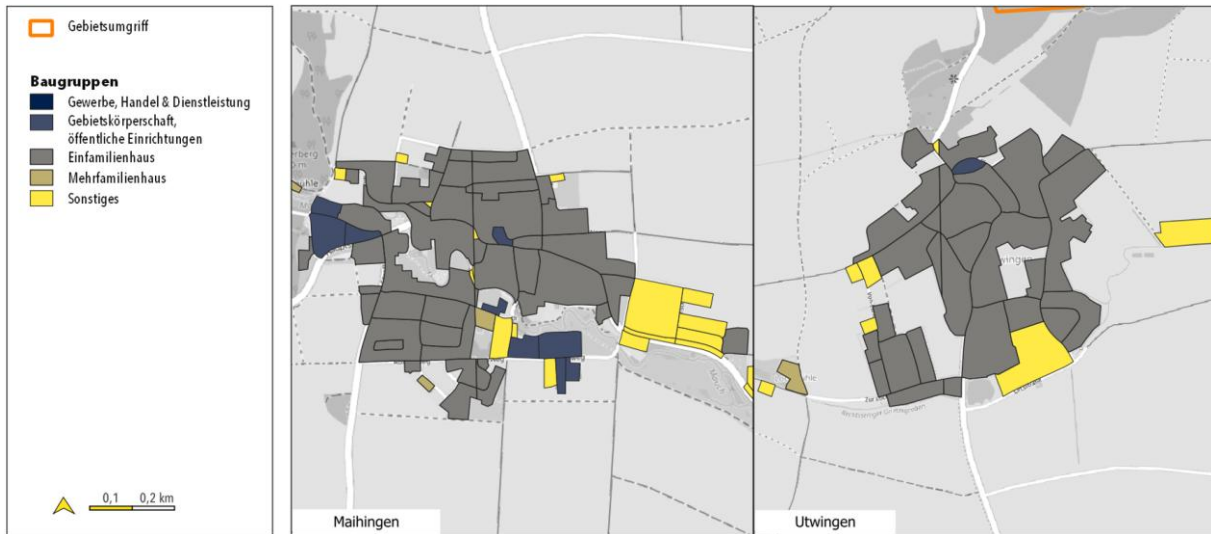 Gebietsumgriff
Baugruppen
Gewerbe, Handel & Dienstleistung
Gebietskörperschaft,
öffentliche Einrichtungen
Einfamilienhaus
Mehrfamilienhaus
Sonstiges
0,1 0,2 km
Maihingen
Utwingen